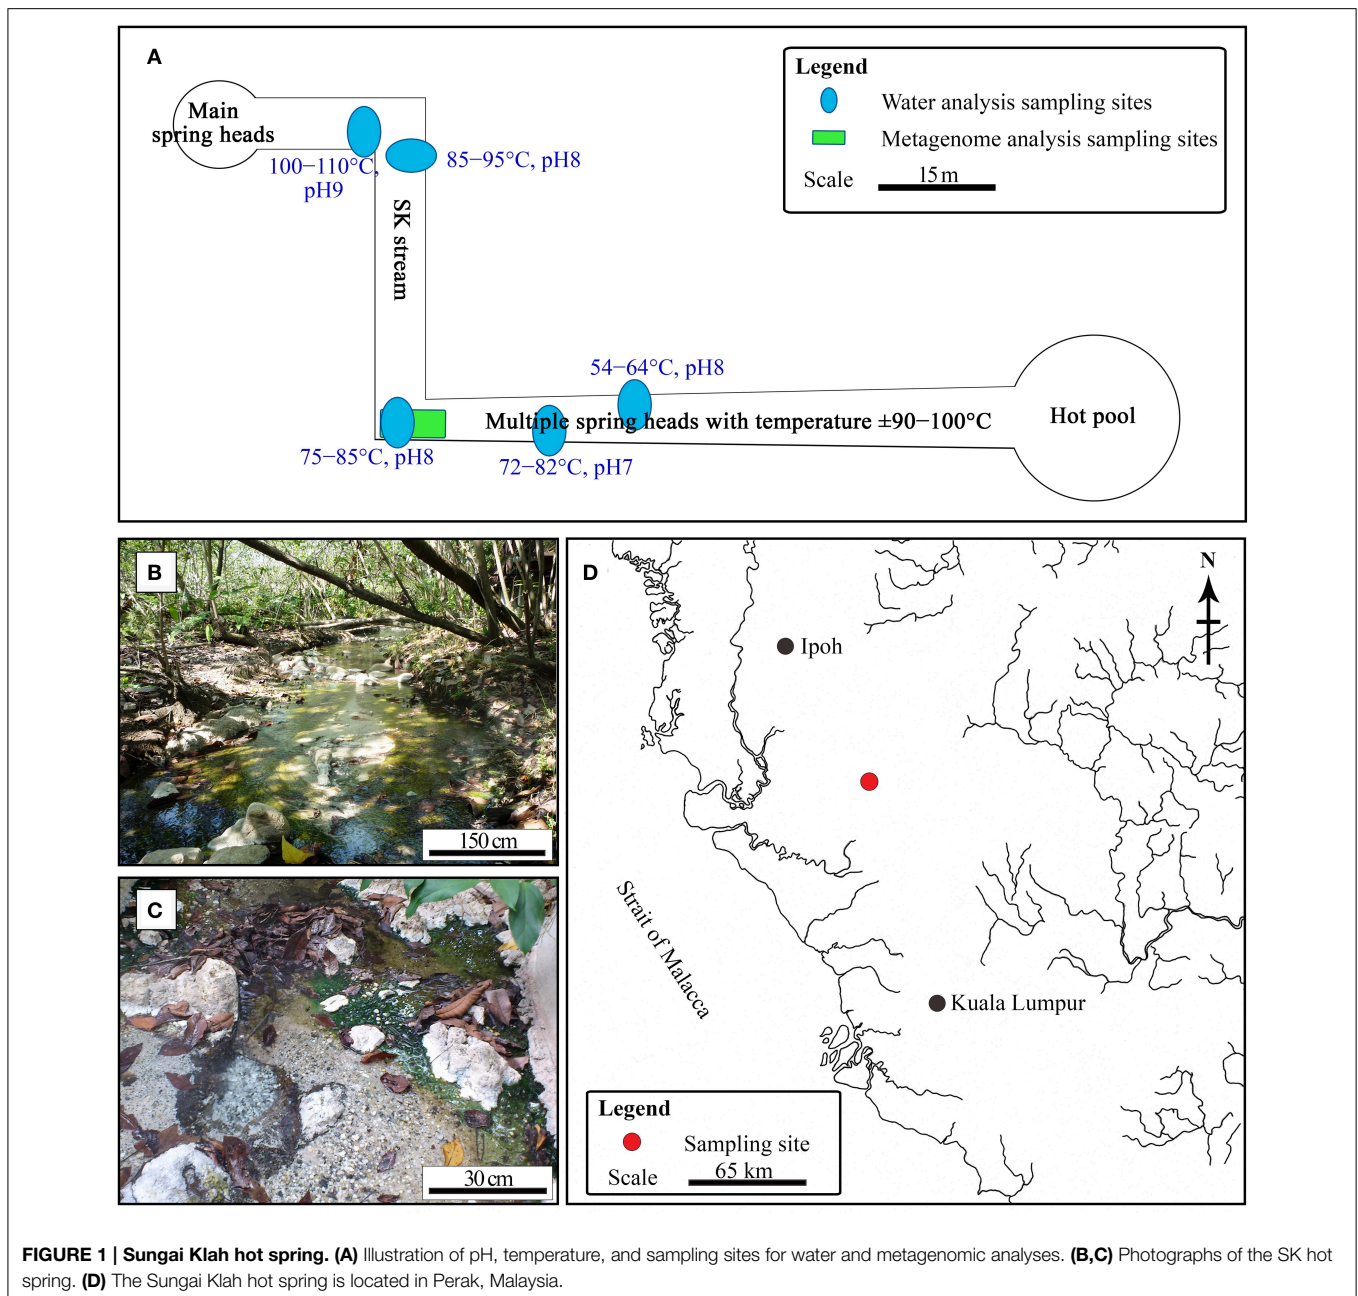 A
Main
spring heads
100–110°C,
pH9
85–95°C, pH8
SK stream
Legend
Water analysis sampling sites
Metagenome analysis sampling sites
Scale
15 m
54–64°C, pH8
Multiple spring heads with temperature ±90–100°C
Hot pool
75–85°C, pH8
72–82°C, pH7
B
150 cm
C
30 cm
D
N
Ipoh
Strait of Malacca
Kuala Lumpur
Legend
Sampling site
Scale
65 km
FIGURE 1 | Sungai Klah hot spring. (A) Illustration of pH, temperature, and sampling sites for water and metagenomic analyses. (B,C) Photographs of the SK hot
spring. (D) The Sungai Klah hot spring is located in Perak, Malaysia.